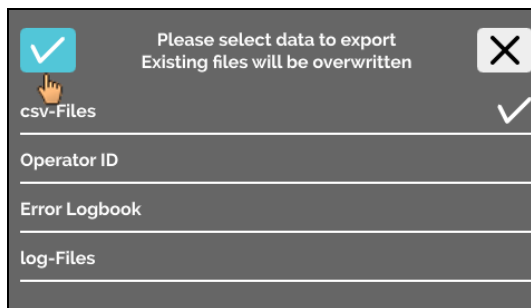 Please select data to export
Existing files will be overwritten
csv-Files
Operator ID
Error Logbook
log-Files